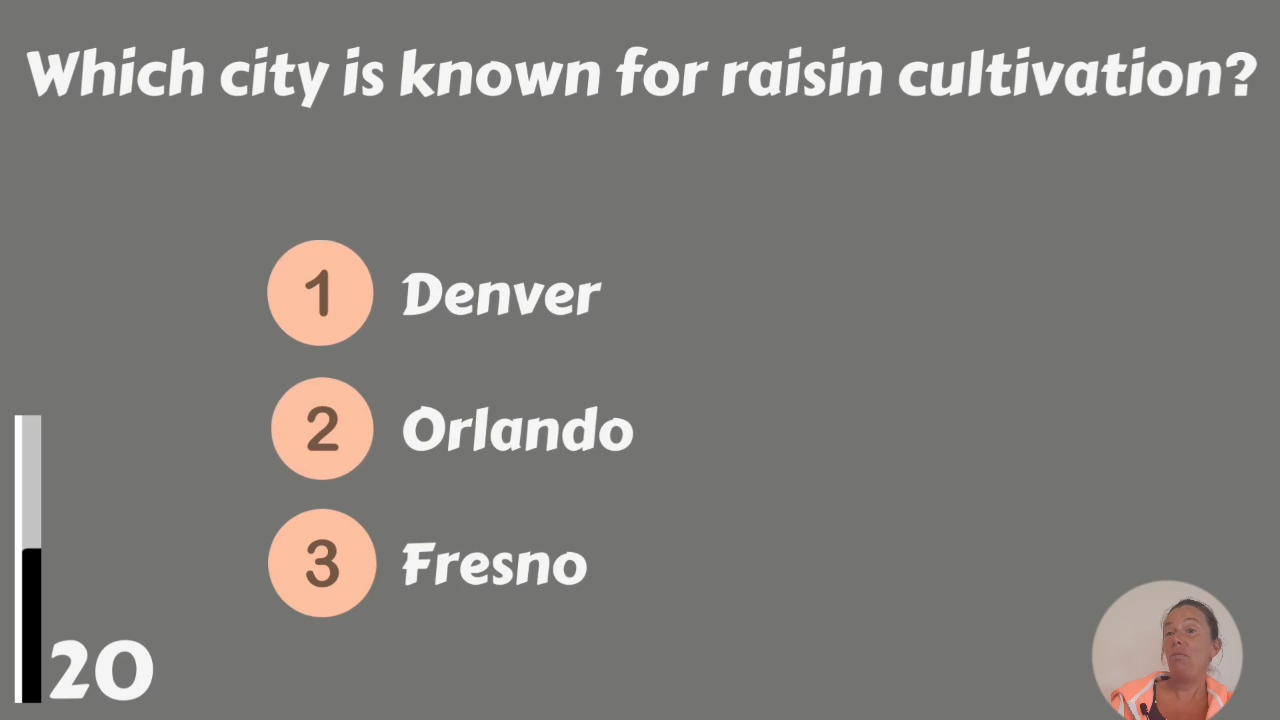 Which city is known for raisin cultivation?
1 Denver
2 Orlando
3 Fresno
20